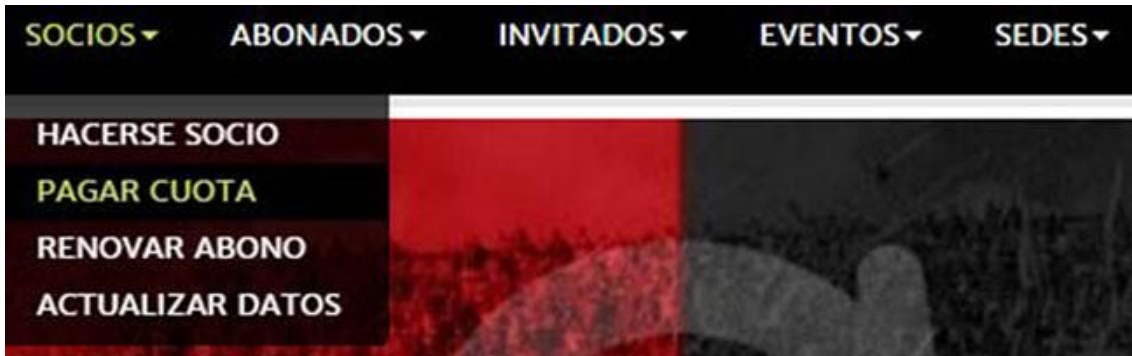 SOCIOS ABONADOS INVITADOS EVENTOS SEDES
HACERSE SOCIO
PAGAR CUOTA
RENOVAR ABONO
ACTUALIZAR DATOS